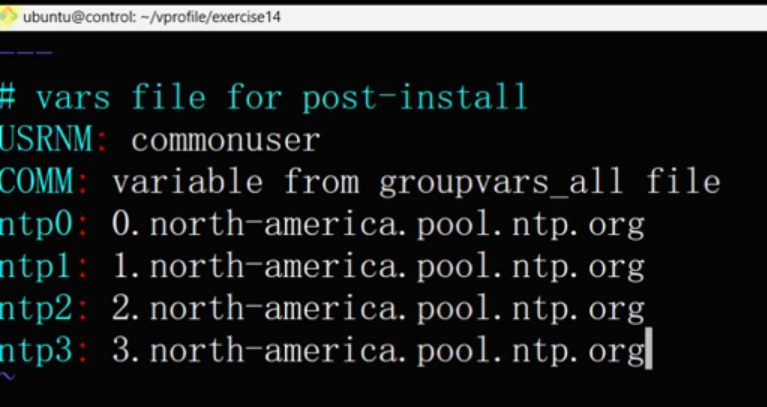 ubuntu@control: ~/vprofile/exercise14
---
# vars file for post-install
USRNM: commonuser
COMM: variable from groupvars_all file
ntp0: 0.north-america.pool.ntp.org
ntp1: 1.north-america.pool.ntp.org
ntp2: 2.north-america.pool.ntp.org
ntp3: 3.north-america.pool.ntp.org
~